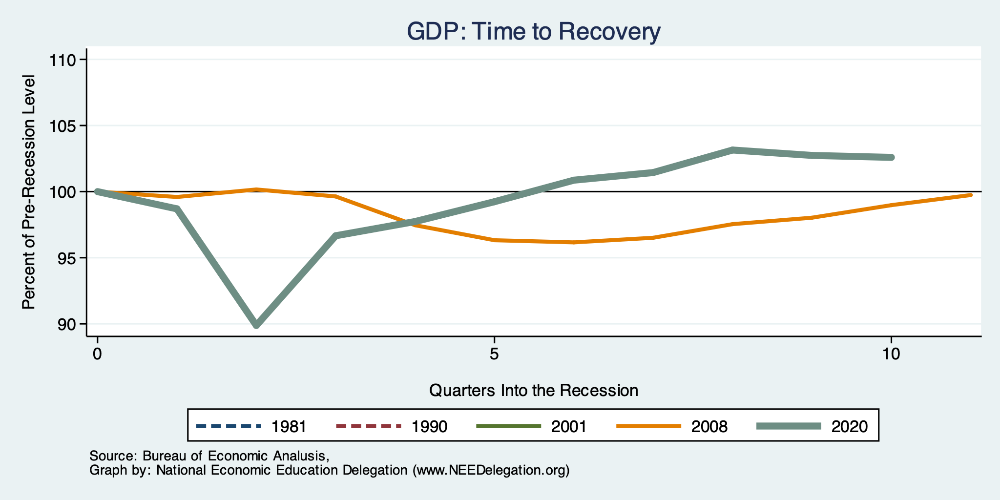 GDP: Time to Recovery
Percent of Pre-Recession Level
110
105
100
95
90
0 5 10
Quarters Into the Recession
1981 1990 2001 2008 2020
Source: Bureau of Economic Analusis,
Graph by: National Economic Education Delegation (www.NEEDelegation.org)